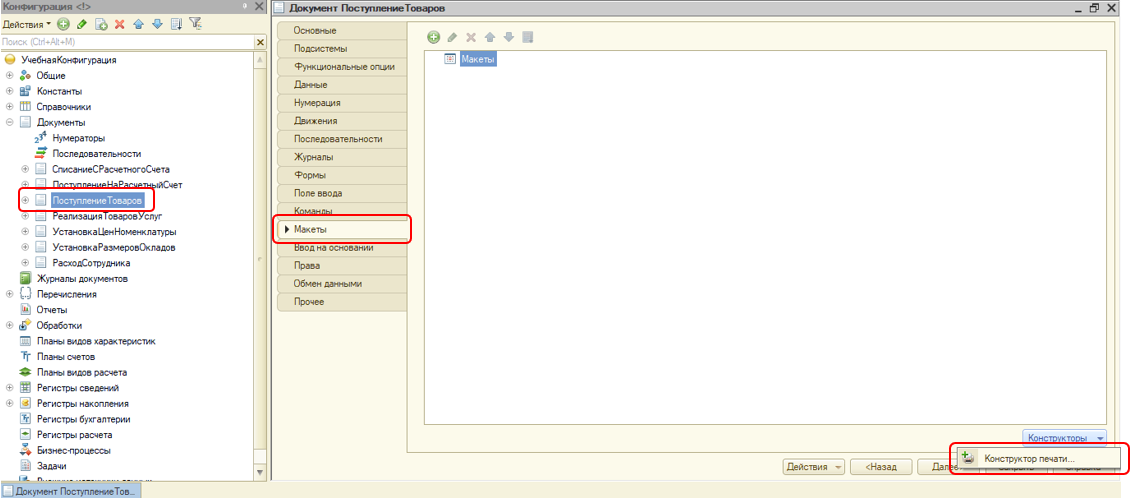 Конфигурация <!>
Действия
Поиск (Ctrl+Alt+M)
УчебнаяКонфигурация
Общие
Константы
Справочники
Документы
Нумераторы
Последовательности
СписаниеСРасчетногоСчета
ПоступлениеНаРасчетныйСчет
ПоступлениеТоваров
РеализацияТоваровУслуг
УстановкаЦенНоменклатуры
УстановкаРазмеровОкладов
РасходСотрудника
Журналы документов
Перечисления
Отчеты
Обработки
Планы видов характеристик
Планы счетов
Планы видов расчета
Регистры сведений
Регистры накопления
Регистры бухгалтерии
Регистры расчета
Бизнес-процессы
Задачи
Документ ПоступлениеТов...
Документ ПоступлениеТоваров
Основные
Подсистемы
Функциональные опции
Данные
Нумерация
Движения
Последовательности
Журналы
Формы
Поле ввода
Команды
Макеты
Ввод на основании
Права
Обмен данными
Прочее
Макеты
Конструкторы
Конструктор печати...
Действия
<Назад
Далее